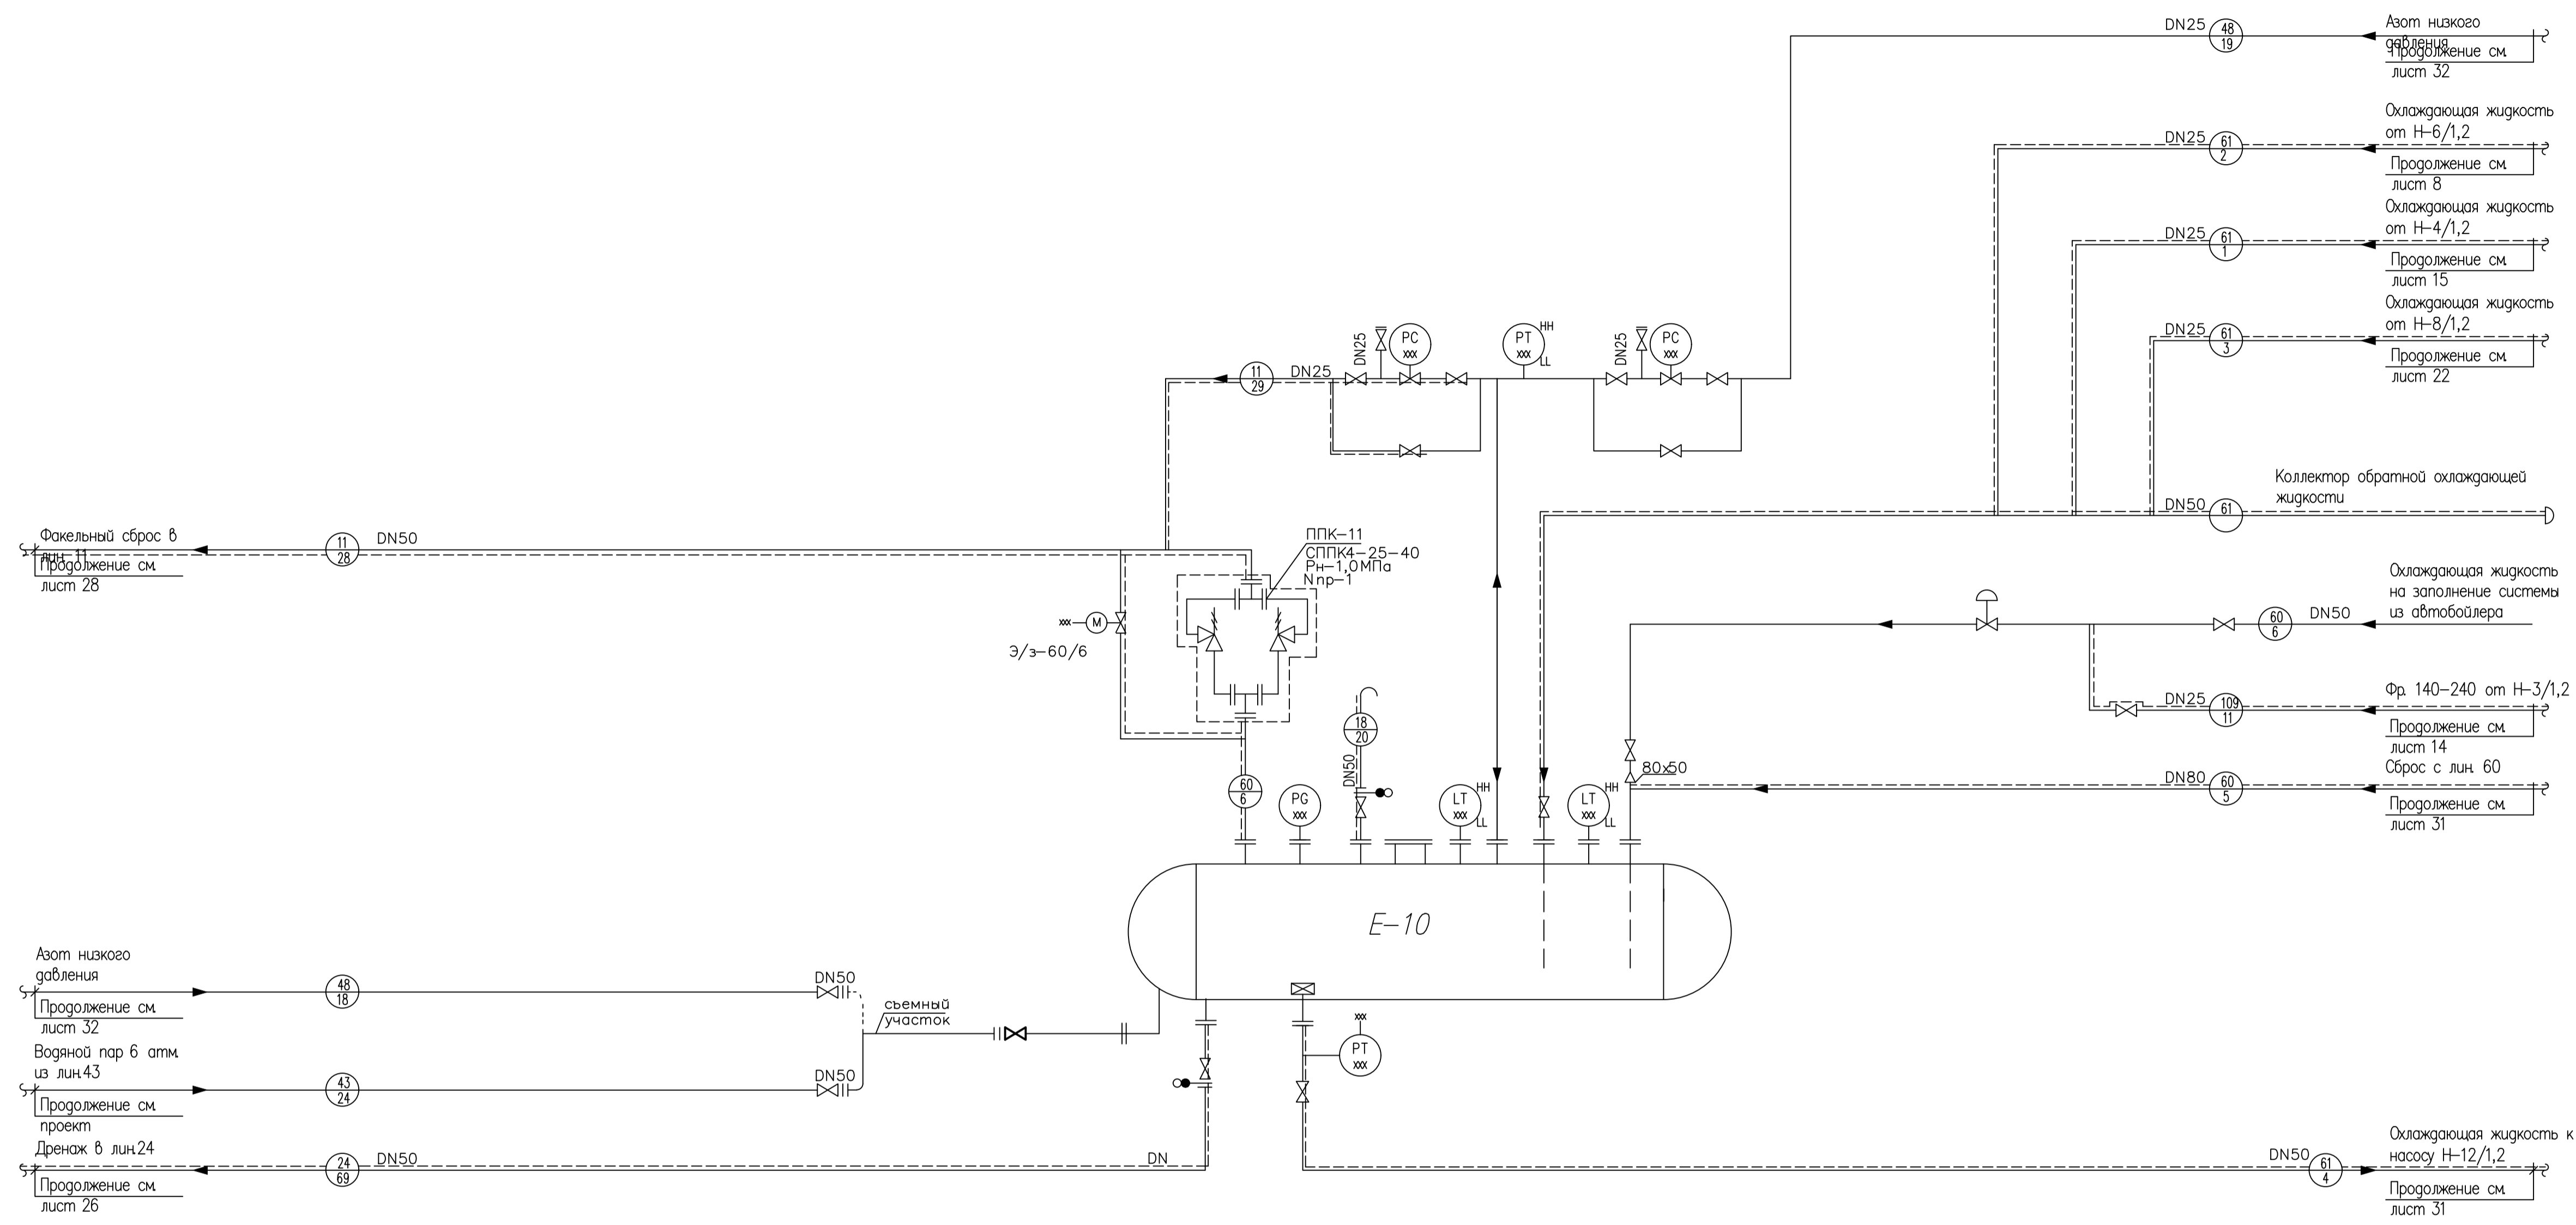 DN25
48
19
Азот низкого
давления
Продолжение см.
лист 32
Охлаждающая жидкость
от Н-6/1,2
DN25
61
2
Продолжение см.
лист 8
Охлаждающая жидкость
от Н-4/1,2
DN25
61
1
Продолжение см.
лист 15
Охлаждающая жидкость
от Н-8/1,2
DN25
61
3
Продолжение см.
лист 22
DN25
PC
xxx
PT
xxx
HH
LL
DN25
PC
xxx
11
29
DN25
Коллектор обратной охлаждающей
жидкости
DN50
61
Факельный сброс в
лин. 11
Продолжение см.
лист 28
11
28
DN50
ППК-11
СППК4-25-40
Рн-1,0МПа
Nпр-1
xxx
M
Э/з-60/6
Охлаждающая жидкость
на заполнение системы
из автобойлера
60
6
DN50
Фр. 140-240 от Н-3/1,2
DN25
109
11
Продолжение см.
лист 14
18
20
DN50
80х50
Сброс с лин. 60
DN80
60
5
Продолжение см.
лист 31
60
6
PG
xxx
LT
xxx
HH
LL
LT
xxx
HH
LL
Е-10
Азот низкого
давления
48
18
DN50
Продолжение см.
лист 32
съемный
участок
xxx
PT
xxx
Водяной пар 6 атм.
из лин.43
43
24
DN50
Продолжение см.
проект
Дренаж в лин.24
24
69
DN50
DN
Продолжение см.
лист 26
Охлаждающая жидкость к
насосу Н-12/1,2
DN50
61
4
Продолжение см.
лист 31